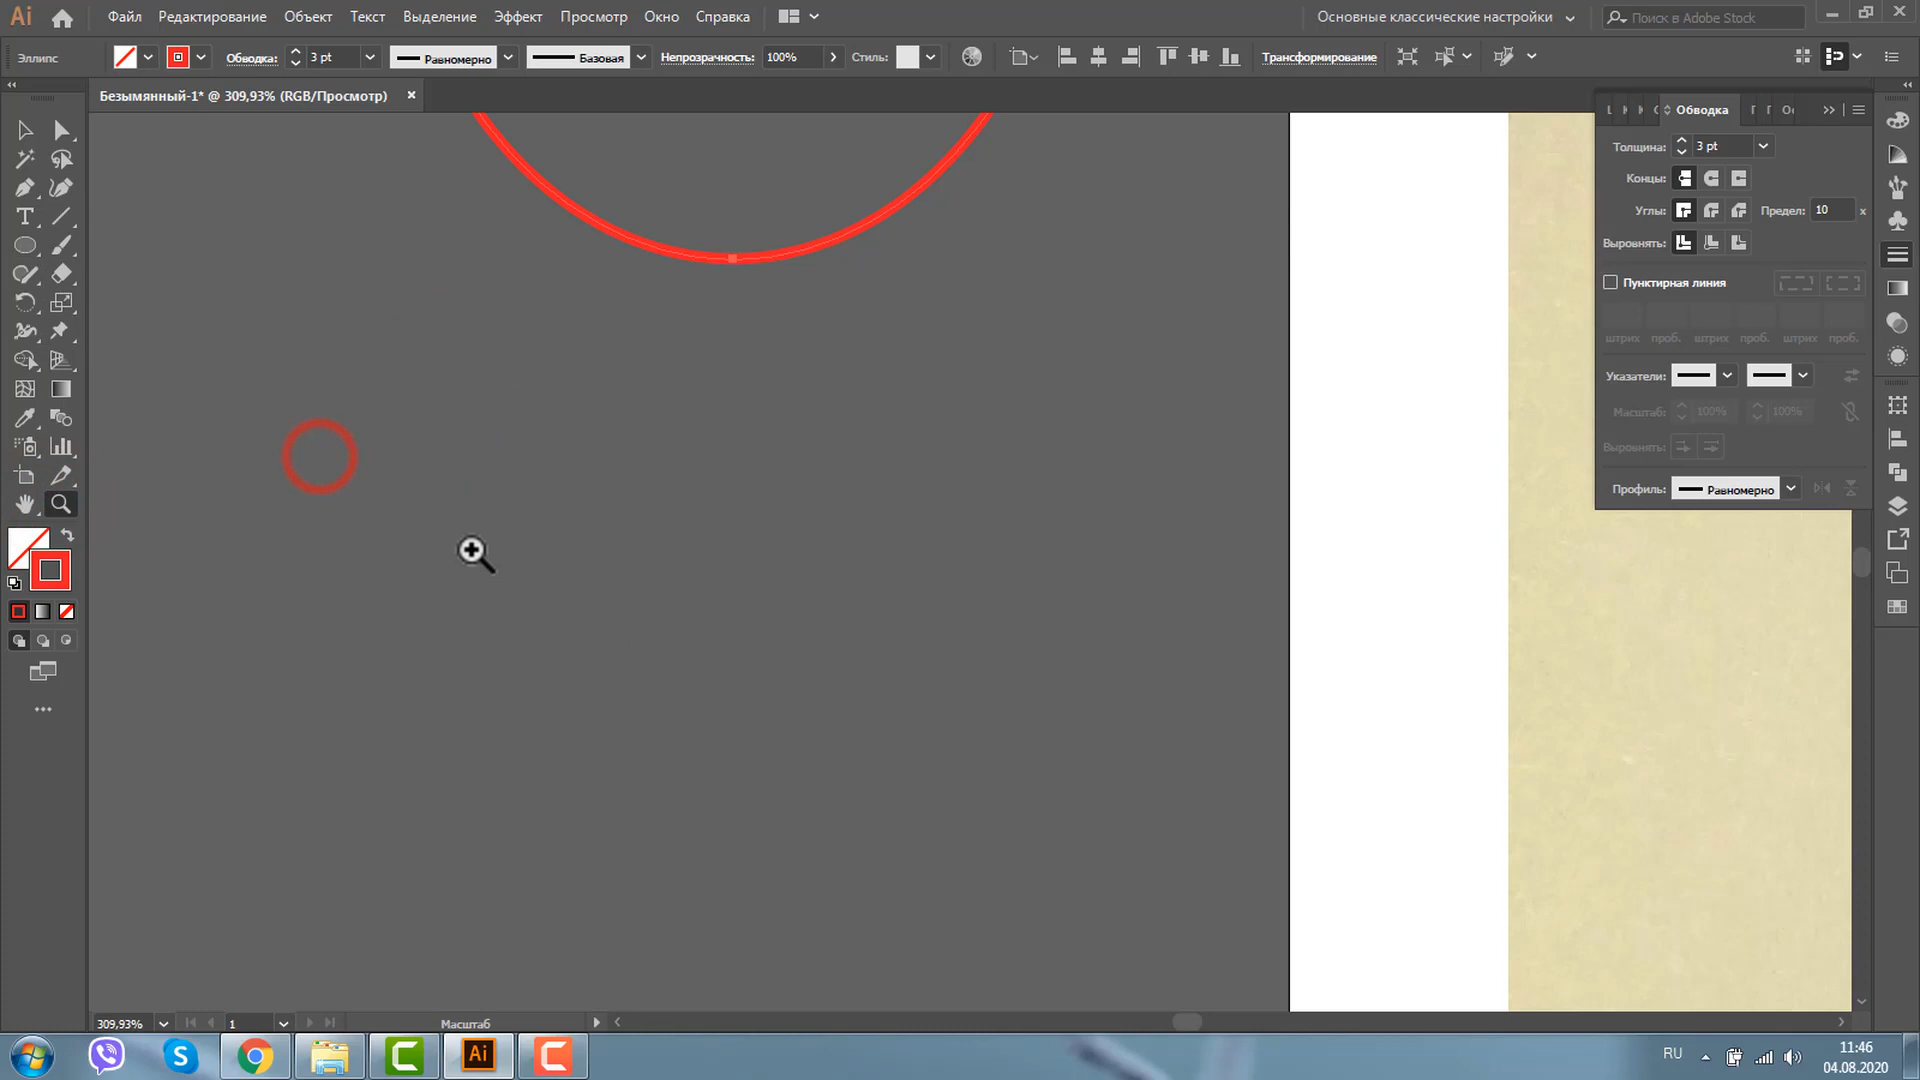 Ai Файл Редактирование Объект Текст Выделение Эффект Просмотр Окно Справка Основные классические настройки Поиск в Adobe Stock
Эллипс Обводка: 3 pt Равномерно Базовая Непрозрачность: 100% Стиль: Трансформирование
Безымянный-1* @ 309,93% (RGB/Просмотр)
Обводка
Толщина: 3 pt
Концы:
Углы: Предел: 10 x
Выровнять:
Пунктирная линия
штрих проб. штрих проб. штрих проб.
Указатели:
Масштаб: 100% 100%
Выровнять:
Профиль: Равномерно
309,93% 1 Масштаб
RU 11:46
04.08.2020